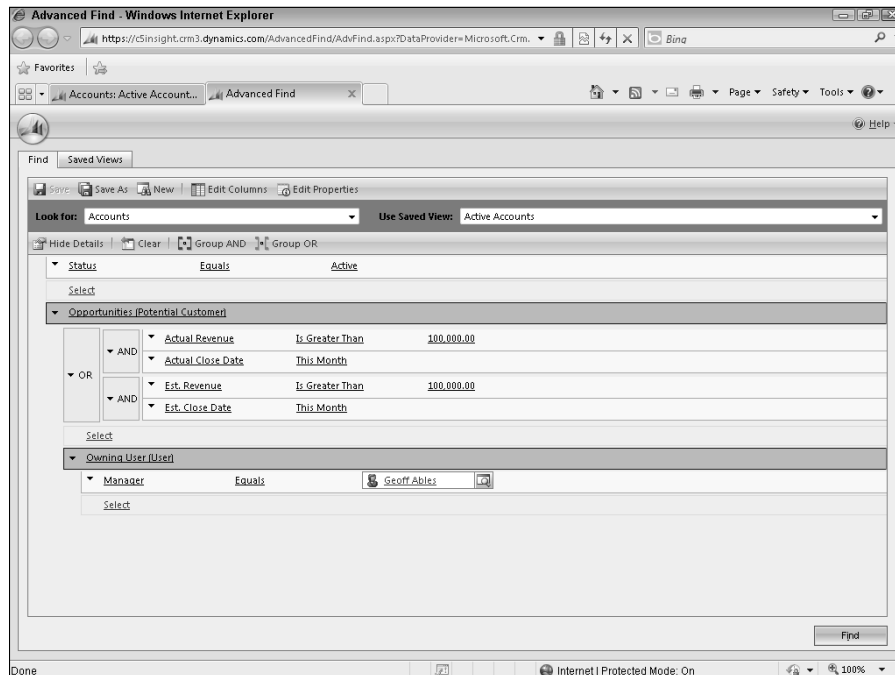 Advanced Find - Windows Internet Explorer
https://c5insight.crm3.dynamics.com/AdvancedFind/AdvFind.aspx?DataProvider=Microsoft.Crm. Bing
Favorites
Accounts: Active Account... Advanced Find Page Safety Tools
Help
Find Saved Views
Save Save As New Edit Columns Edit Properties
Look for: Accounts Use Saved View: Active Accounts
Hide Details Clear Group AND Group OR
Status Equals Active
Select
Opportunities (Potential Customer)
Actual Revenue Is Greater Than 100,000.00
AND
Actual Close Date This Month
OR
Est. Revenue Is Greater Than 100,000.00
AND
Est. Close Date This Month
Select
Owning User (User)
Manager Equals Geoff Ables
Select
Find
Done Internet | Protected Mode: On 100%